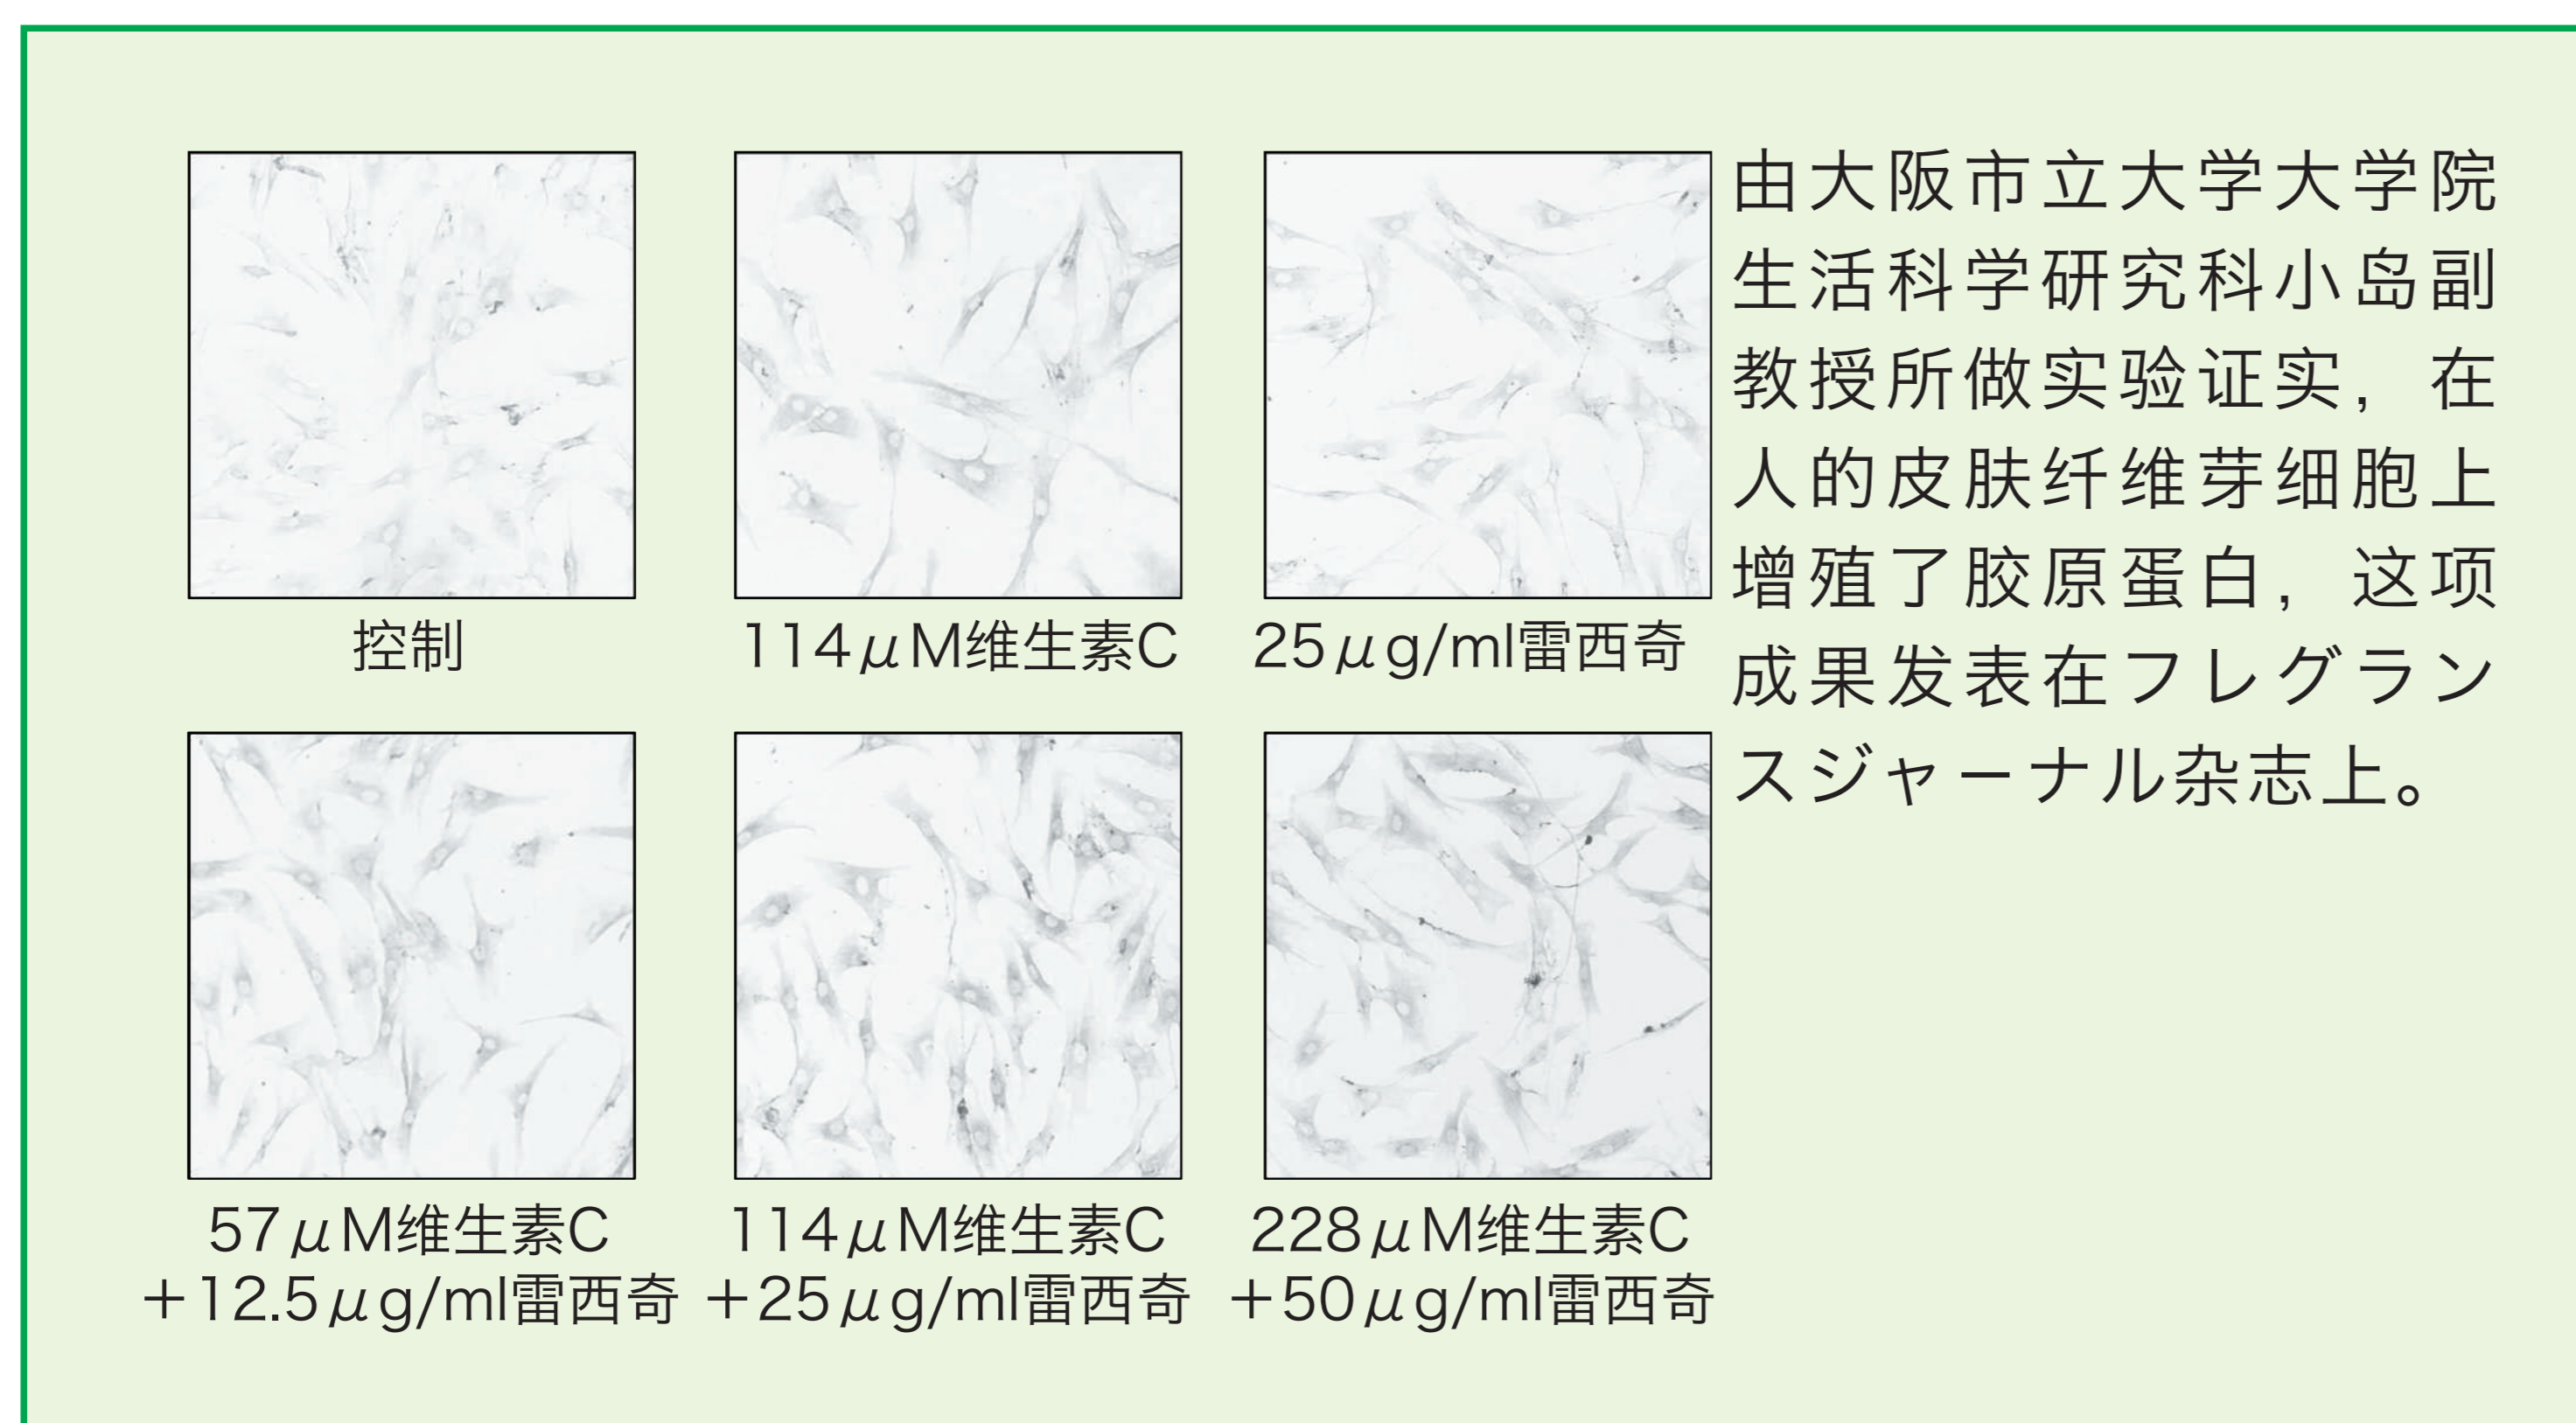 控制
114μM维生素C
25μg/ml雷西奇
57μM维生素C
+12.5μg/ml雷西奇
114μM维生素C
+25μg/ml雷西奇
228μM维生素C
+50μg/ml雷西奇
由大阪市立大学大学院
生活科学研究科小岛副
教授所做实验证实，在
人的皮肤纤维芽细胞上
增殖了胶原蛋白，这项
成果发表在フレグラン
スジャーナル杂志上。